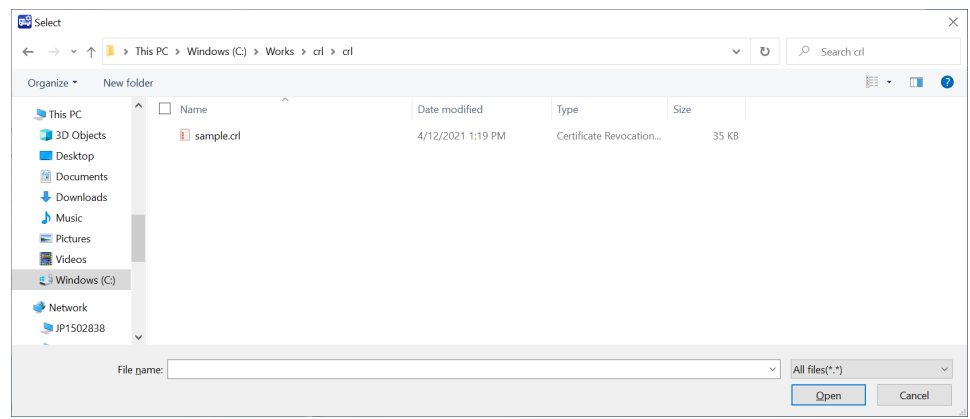 Select
This PC > Windows (C:) > Works > crl > crl
Search crl
Organize
New folder
This PC
3D Objects
Desktop
Documents
Downloads
Music
Pictures
Videos
Windows (C:)
Network
JP1502838
Name Date modified Type Size
sample.crl 4/12/2021 1:19 PM Certificate Revocation... 35 KB
File name:
All files(*.*)
Open
Cancel